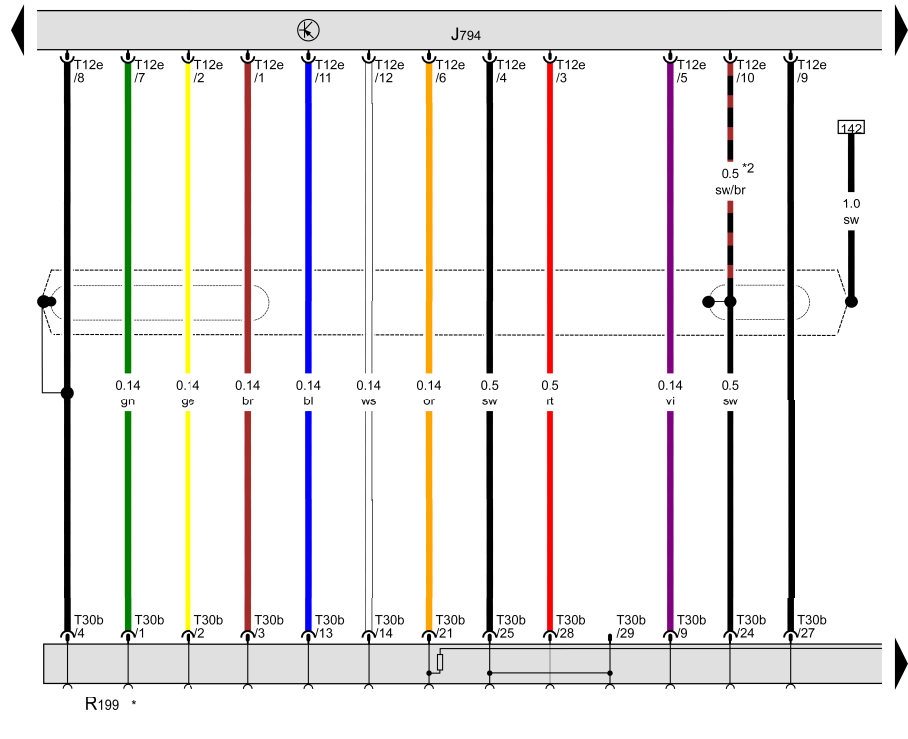 J794
T12e T12e T12e T12e T12e T12e T12e T12e T12e T12e T12e T12e
/8 /7 /2 /1 /11 /12 /6 /4 /3 /5 /10 /9
142
0.5 *2
sw/br
1.0
sw
0.14 0.14 0.14 0.14 0.14 0.14 0.5 0.5 0.14 0.5
gn ge br bl ws or sw rt vi sw
T30b T30b T30b T30b T30b T30b T30b T30b T30b T30b T30b T30b T30b
/4 /1 /2 /3 /13 /14 /21 /25 /28 /29 /9 /24 /27
R199 *